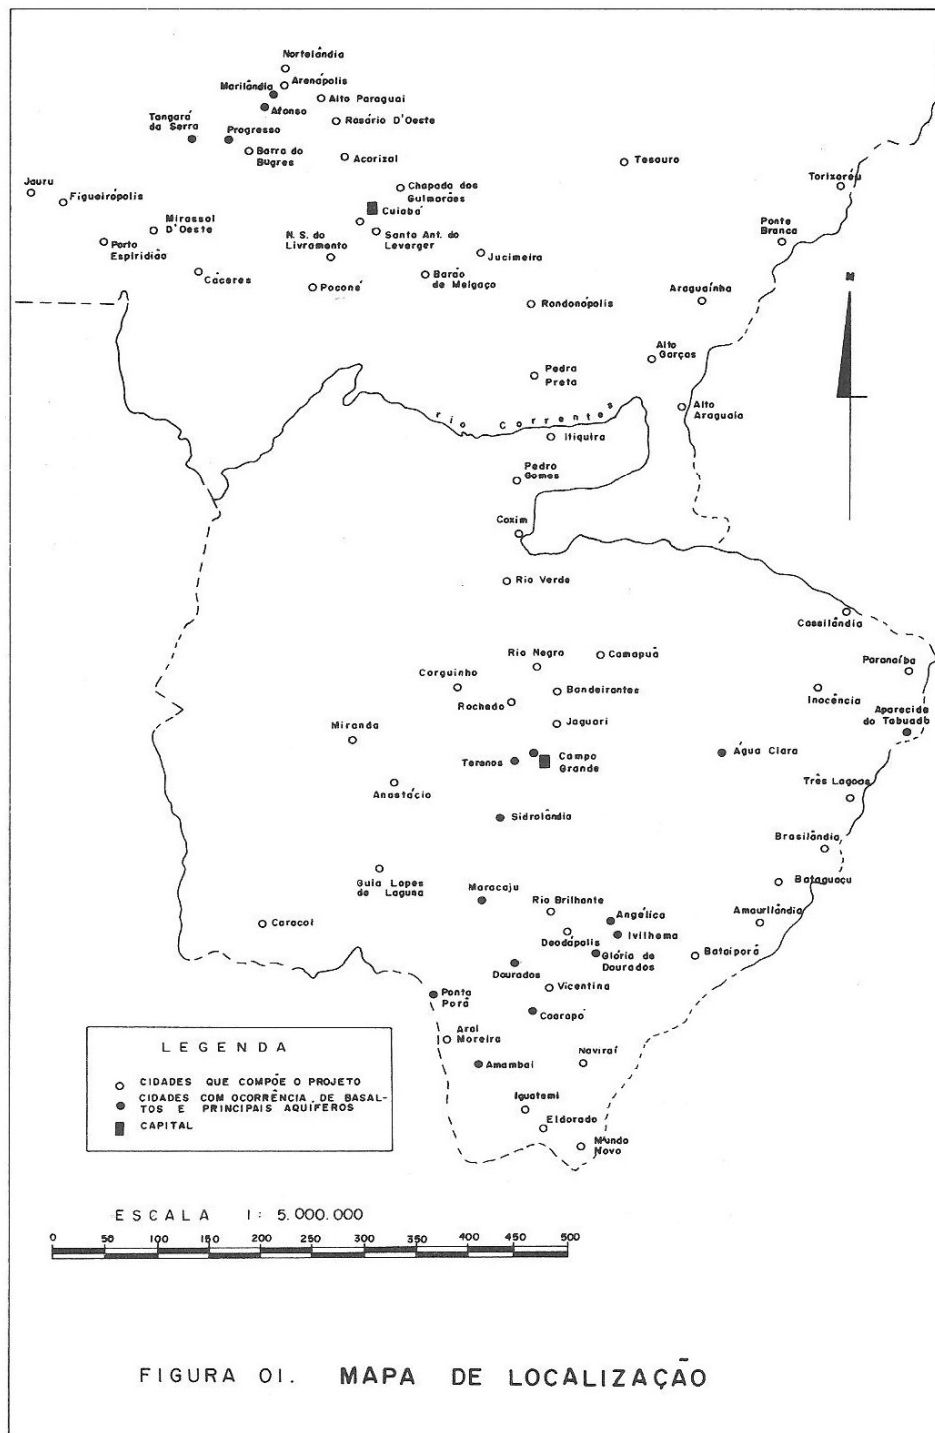 Nortelândia
Arenápolis
Marilândia
Alto Paraguai
Afonso
Tangará
da Serra
Progresso
Rosário D'Oeste
Barra do
Bugres
Acorizal
Tesouro
Jauru
Figueirópolis
Chapada dos
Guimarães
Torixoréu
Cuiabá
Mirassol
D'Oeste
N. S. do
Livramento
Santo Ant. do
Leverger
Ponte
Branca
Porto
Espiridião
Jucimeira
Cáceres
Poconé
Barão
de Melgaço
N
Rondonópolis
Araguaínha
Alto
Garças
Pedra
Preta
rio Correntes
Alto
Araguaia
Itiquira
Pedro
Gomes
Coxim
Rio Verde
Cassilândia
Rio Negro
Camapuã
Paranaíba
Corguinho
Bandeirantes
Inocência
Rochedo
Aparecida
do Tabuado
Jaguari
Miranda
Terenos
Campo
Grande
Água Clara
Anastácio
Três Lagoas
Sidrolândia
Brasilândia
Guia Lopes
de Laguna
Maracaju
Bataguaçu
Rio Brilhante
Angélica
Amaurilândia
Caracol
Ivilhema
Deodápolis
Glória de
Dourados
Bataiporã
Dourados
Vicentina
Ponta
Porã
Caarapó
Aral
Moreira
Amambai
Naviraí
Iguatemi
Eldorado
Mundo
Novo
LEGENDA
CIDADES QUE COMPÕE O PROJETO
CIDADES COM OCORRÊNCIA DE BASAL-
TOS E PRINCIPAIS AQUÍFEROS
CAPITAL
ESCALA 1: 5.000.000
0 50 100 150 200 250 300 350 400 450 500
FIGURA 01. MAPA DE LOCALIZAÇÃO